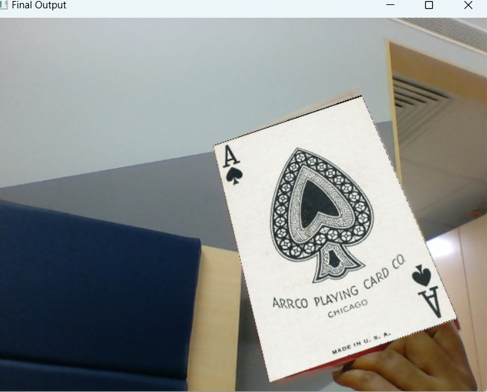 Final Output
A
ARRCO PLAYING CARD CO.
CHICAGO
MADE IN U. S. A.
A